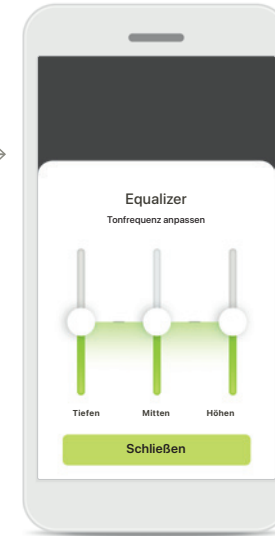 Equalizer
Tonfrequenz anpassen
Tiefen Mitten Höhen
Schließen